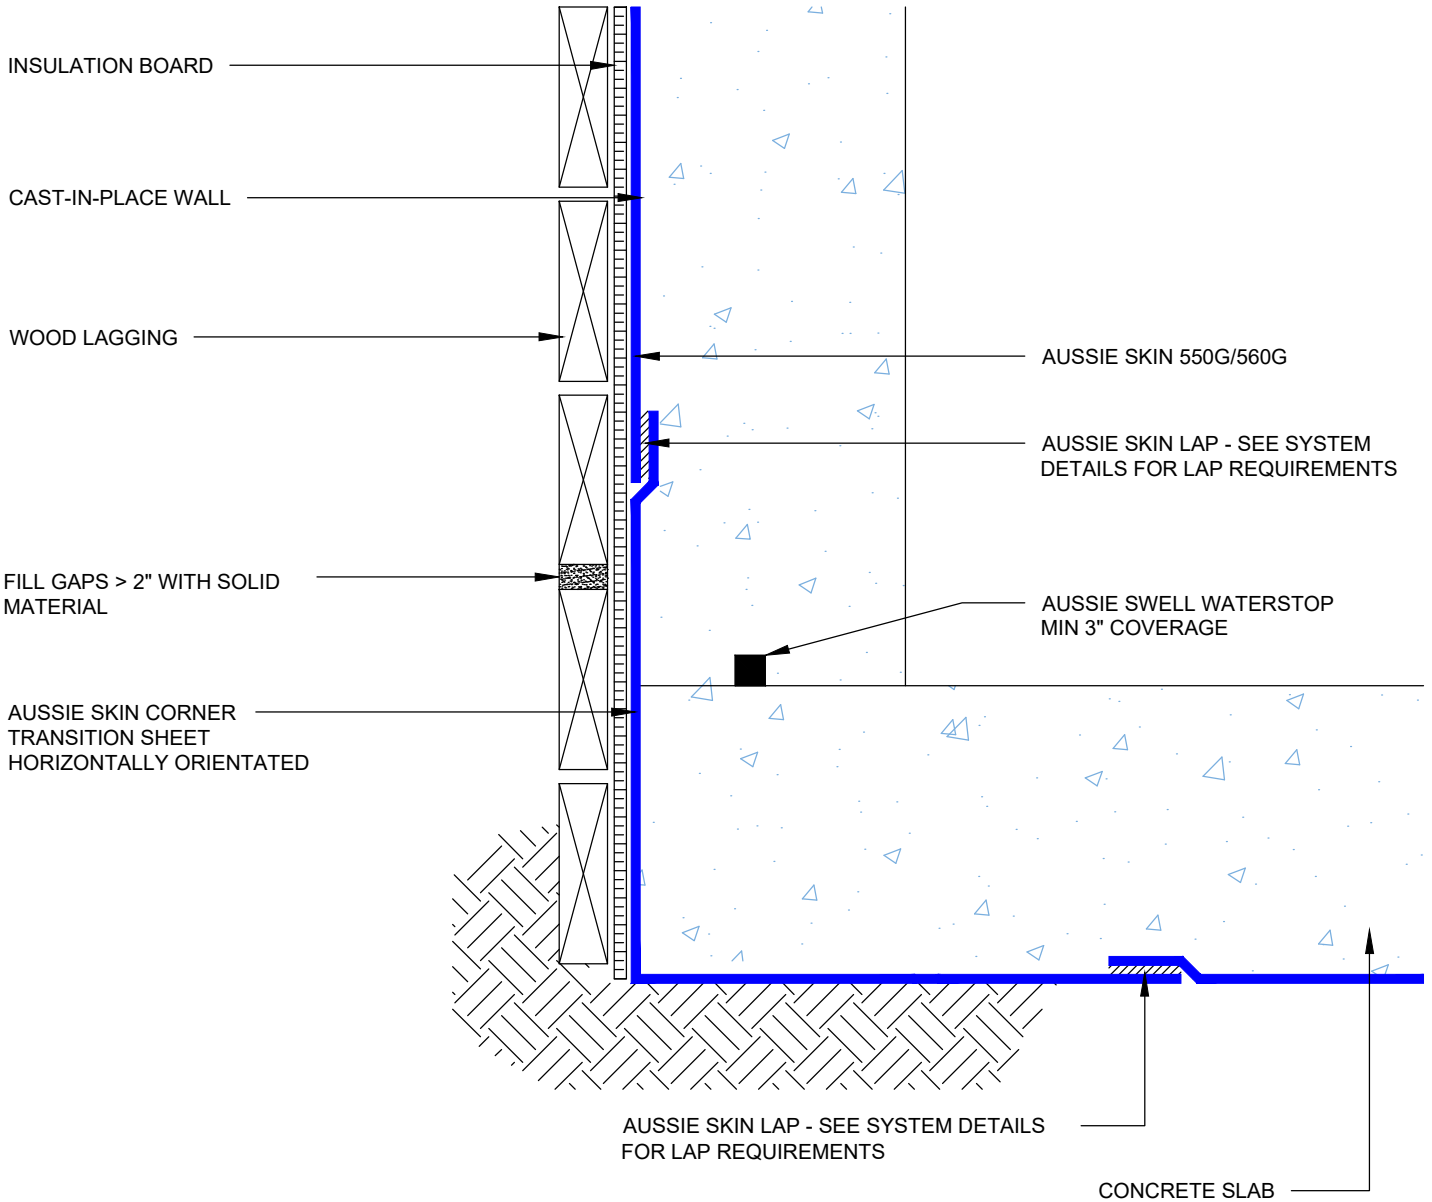 INSULATION BOARD
CAST-IN-PLACE WALL
WOOD LAGGING
AUSSIE SKIN 550G/560G
AUSSIE SKIN LAP - SEE SYSTEM
DETAILS FOR LAP REQUIREMENTS
FILL GAPS > 2" WITH SOLID
MATERIAL
AUSSIE SWELL WATERSTOP
MIN 3" COVERAGE
AUSSIE SKIN CORNER
TRANSITION SHEET
HORIZONTALLY ORIENTATED
AUSSIE SKIN LAP - SEE SYSTEM DETAILS
FOR LAP REQUIREMENTS
CONCRETE SLAB